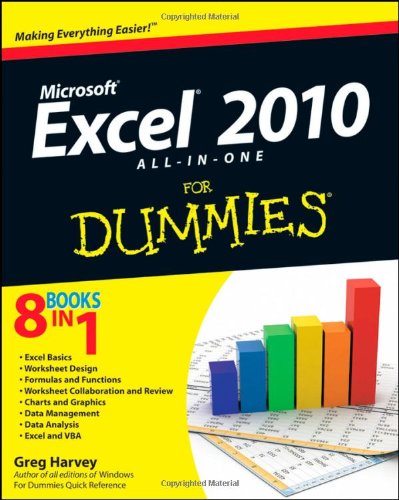 Making Everything Easier!™
Microsoft®
Excel® 2010
ALL-IN-ONE
FOR
DUMMIES®
8 BOOKS IN 1
• Excel Basics
• Worksheet Design
• Formulas and Functions
• Worksheet Collaboration and Review
• Charts and Graphics
• Data Management
• Data Analysis
• Excel and VBA
Greg Harvey
Author of all editions of Windows
For Dummies Quick Reference